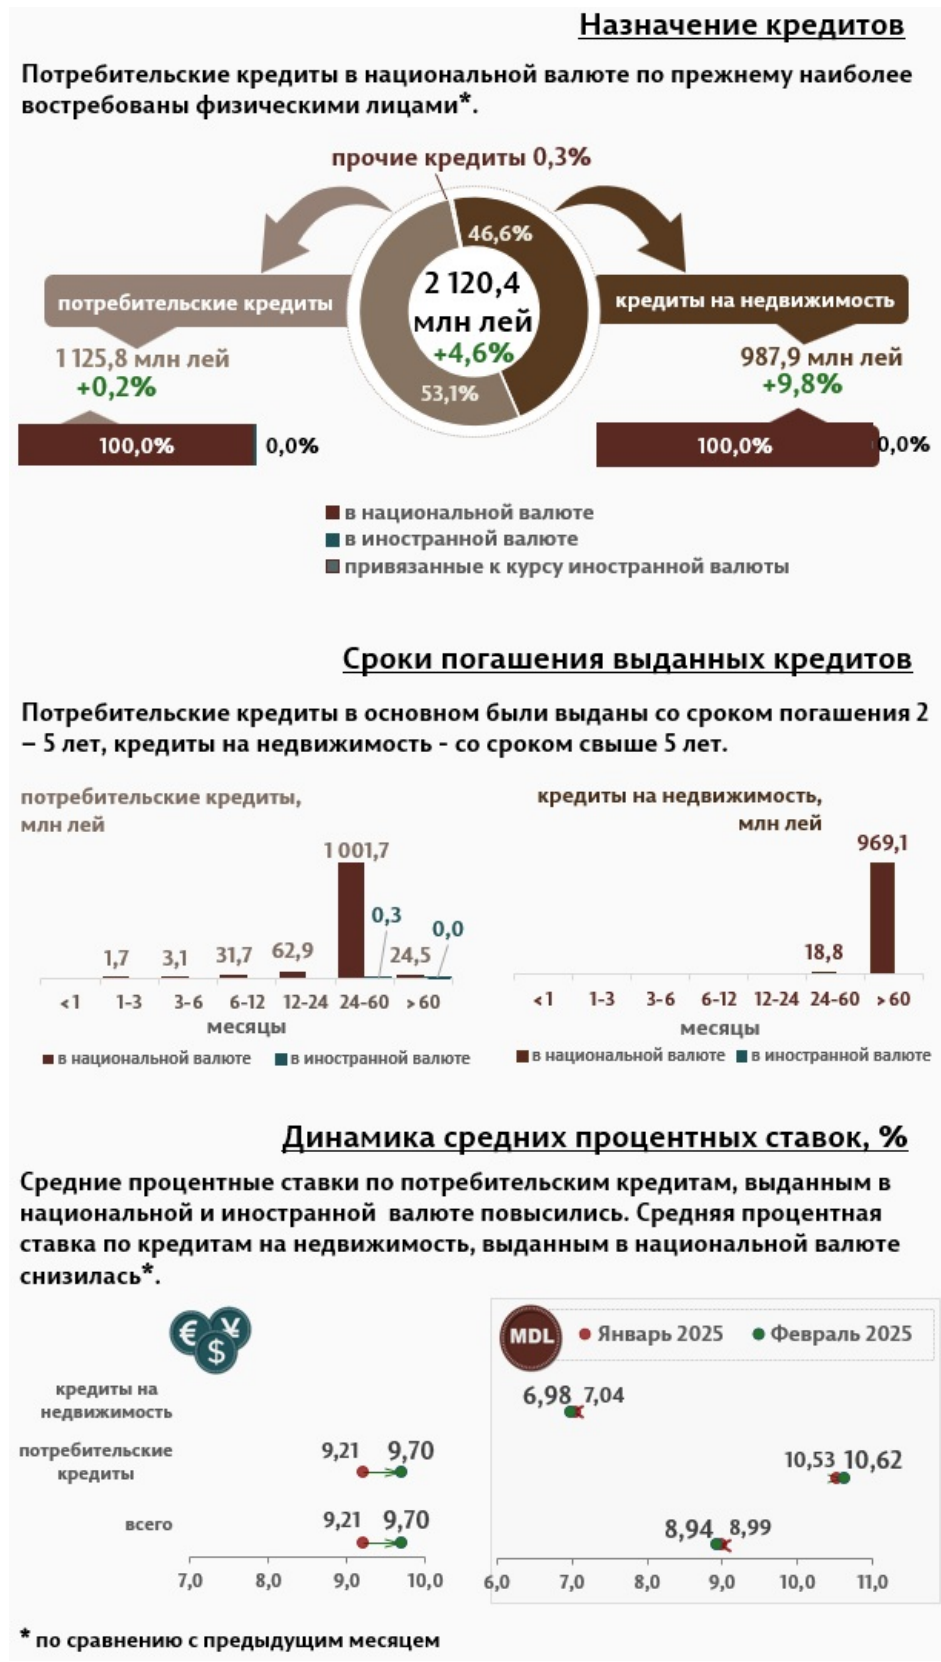 Назначение кредитов
Потребительские кредиты в национальной валюте по прежнему наиболее
востребованы физическими лицами*.
прочие кредиты 0,3%
46,6%
2 120,4
млн лей
+4,6%
53,1%
потребительские кредиты
1 125,8 млн лей
+0,2%
100,0%
0,0%
кредиты на недвижимость
987,9 млн лей
+9,8%
100,0%
0,0%
в национальной валюте
в иностранной валюте
привязанные к курсу иностранной валюты
Сроки погашения выданных кредитов
Потребительские кредиты в основном были выданы со сроком погашения 2
– 5 лет, кредиты на недвижимость - со сроком свыше 5 лет.
потребительские кредиты,
млн лей
1 001,7
0,3
0,0
1,7 3,1 31,7 62,9 24,5
<1 1-3 3-6 6-12 12-24 24-60 >60
месяцы
в национальной валюте в иностранной валюте
кредиты на недвижимость,
млн лей
969,1
18,8
<1 1-3 3-6 6-12 12-24 24-60 >60
месяцы
в национальной валюте в иностранной валюте
Динамика средних процентных ставок, %
Средние процентные ставки по потребительским кредитам, выданным в
национальной и иностранной валюте повысились. Средняя процентная
ставка по кредитам на недвижимость, выданным в национальной валюте
снизилась*.
€ ¥
$
кредиты на
недвижимость
потребительские
кредиты
9,21 9,70
всего
9,21 9,70
7,0 8,0 9,0 10,0
MDL Январь 2025 Февраль 2025
6,98 7,04
10,53 10,62
8,94 8,99
6,0 7,0 8,0 9,0 10,0 11,0
* по сравнению с предыдущим месяцем